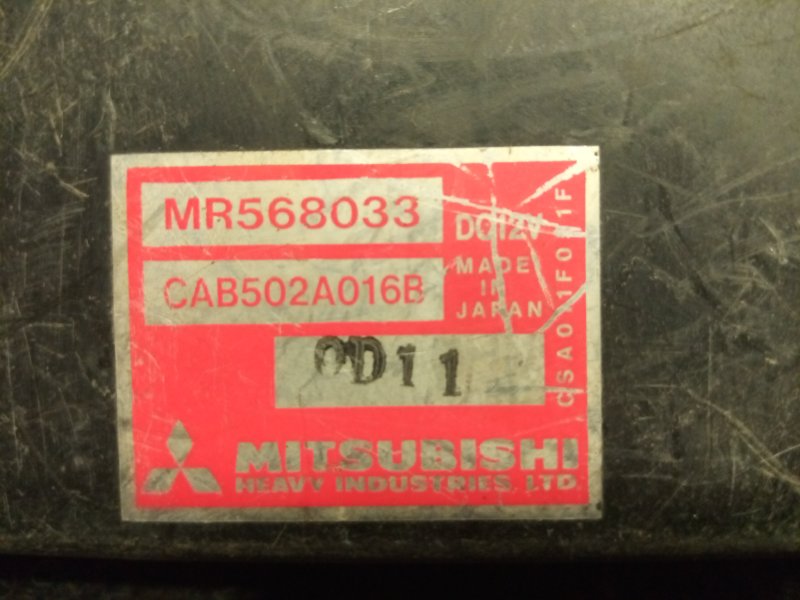 MR568033
DC12V
CAB502A016B
MADE
IN
JAPAN
0D11
MITSUBISHI
HEAVY INDUSTRIES, LTD.